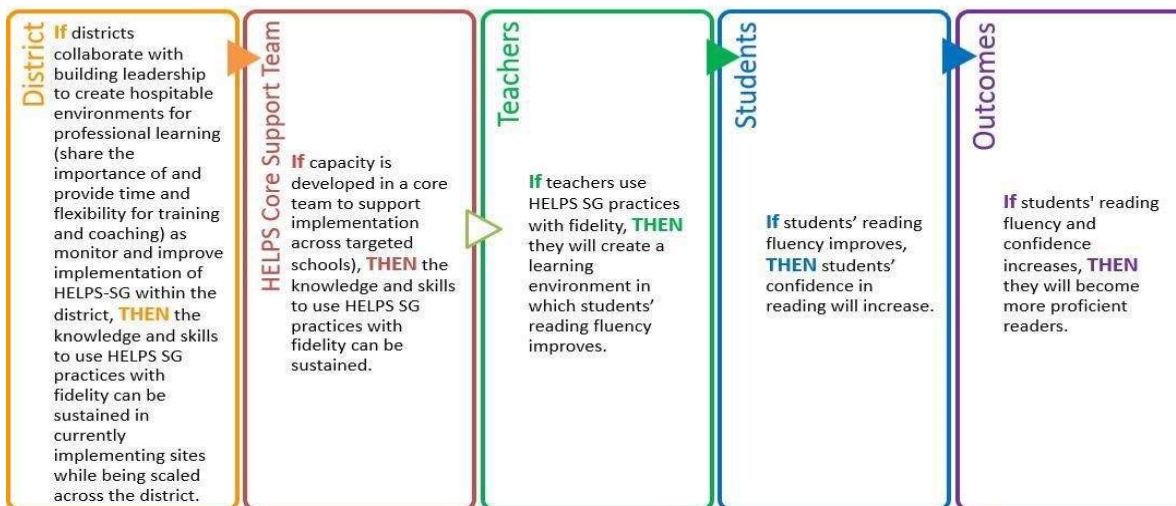 District
If districts
collaborate with
building leadership
to create hospitable
environments for
professional learning
(share the
importance of and
provide time and
flexibility for training
and coaching) as
monitor and improve
implementation of
HELPS-SG within the
district, THEN the
knowledge and skills
to use HELPS SG
practices with
fidelity can be
sustained in
currently
implementing sites
while being scaled
across the district.
HELPS Core Support Team
If capacity is
developed in a core
team to support
implementation
across targeted
schools), THEN the
knowledge and skills
to use HELPS SG
practices with
fidelity can be
sustained.
Teachers
If teachers use
HELPS SG practices
with fidelity, THEN
they will create a
learning
environment in
which students’
reading fluency
improves.
Students
If students’ reading
fluency improves,
THEN students’
confidence in
reading will increase.
Outcomes
If students' reading
fluency and
confidence
increases, THEN
they will become
more proficient
readers.